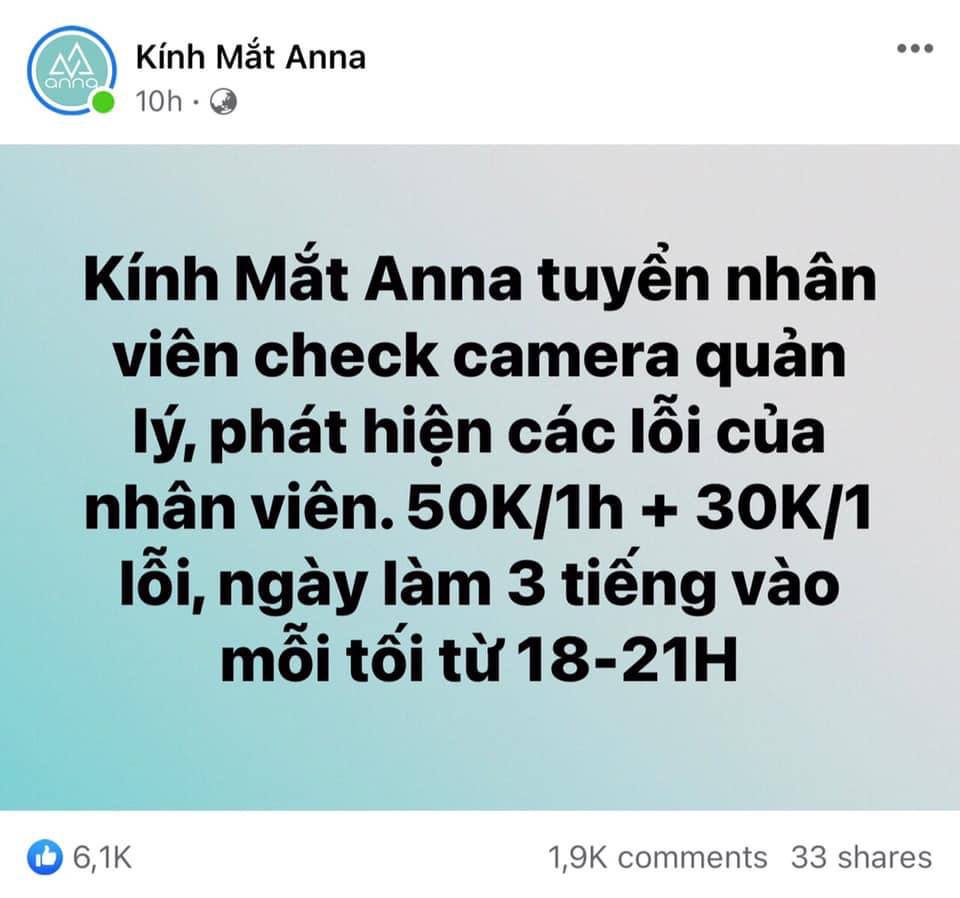 Kính Mắt Anna
10h
anna
Kính Mắt Anna tuyển nhân
viên check camera quản
lý, phát hiện các lỗi của
nhân viên. 50K/1h + 30K/1
lỗi, ngày làm 3 tiếng vào
mỗi tối từ 18-21H
6,1K
1,9K comments 33 shares